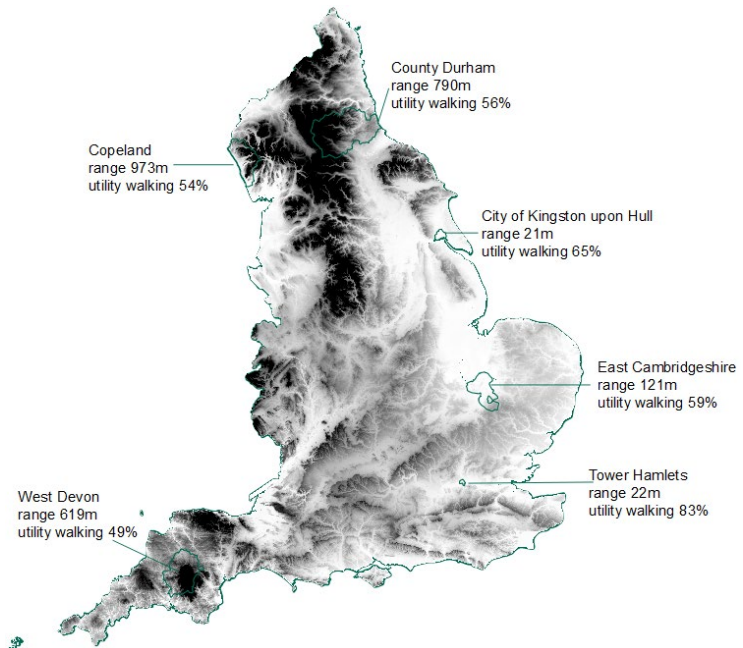 County Durham
range 790m
utility walking 56%
Copeland
range 973m
utility walking 54%
City of Kingston upon Hull
range 21m
utility walking 65%
East Cambridgeshire
range 121m
utility walking 59%
Tower Hamlets
range 22m
utility walking 83%
West Devon
range 619m
utility walking 49%